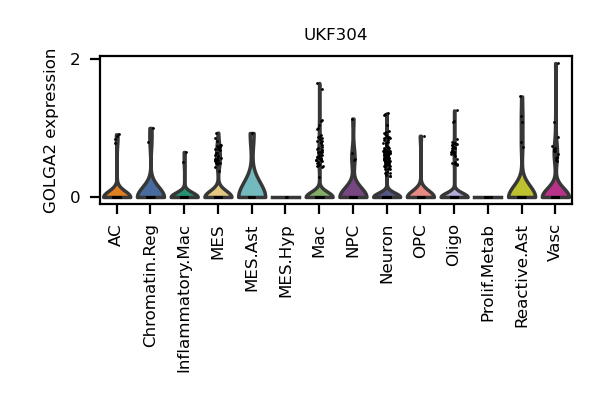 UKF304
GOLGA2 expression
2
0
AC
Chromatin.Reg
Inflammatory.Mac
MES
MES.Ast
MES.Hyp
Mac
NPC
Neuron
OPC
Oligo
Prolif.Metab
Reactive.Ast
Vasc